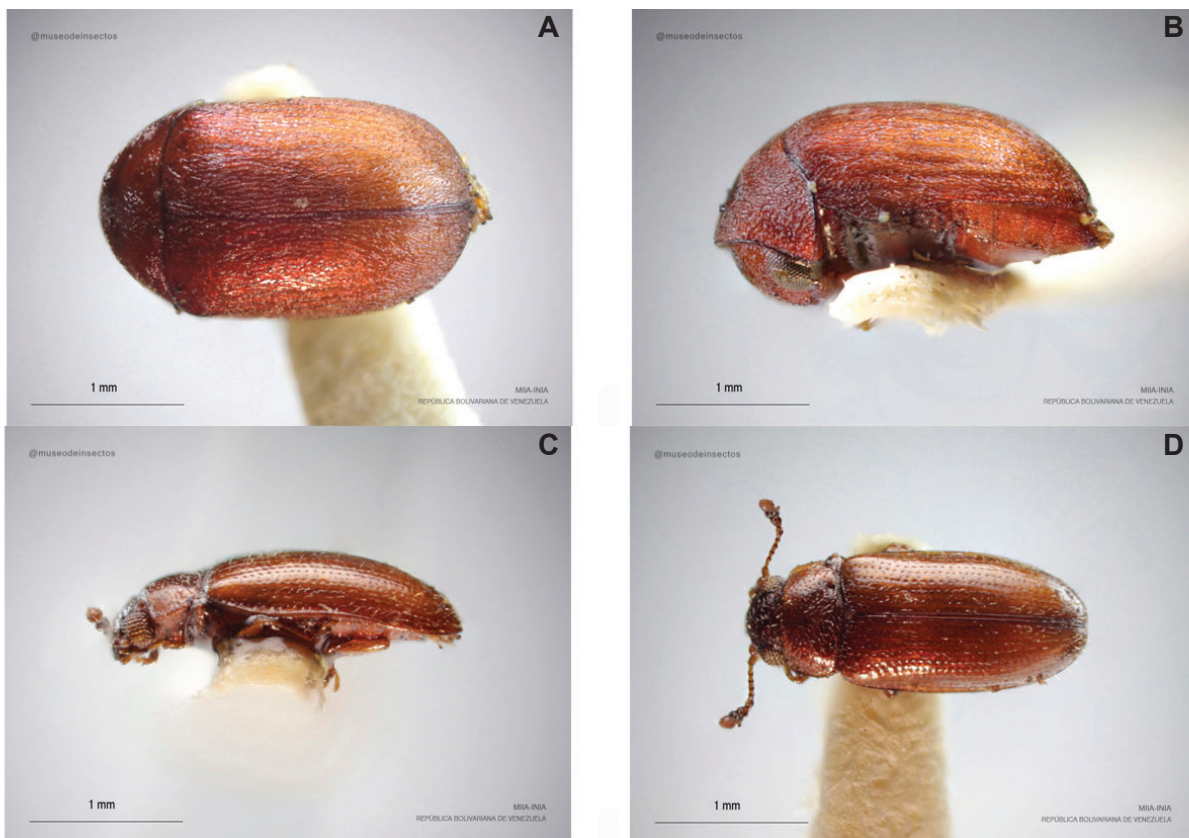 @museodeinsectos
A
1 mm
MIIA-INIA
REPÚBLICA BOLIVARIANA DE VENEZUELA
@museodeinsectos
B
1 mm
MIIA-INIA
REPÚBLICA BOLIVARIANA DE VENEZUELA
@museodeinsectos
C
1 mm
MIIA-INIA
REPÚBLICA BOLIVARIANA DE VENEZUELA
@museodeinsectos
D
1 mm
MIIA-INIA
REPÚBLICA BOLIVARIANA DE VENEZUELA